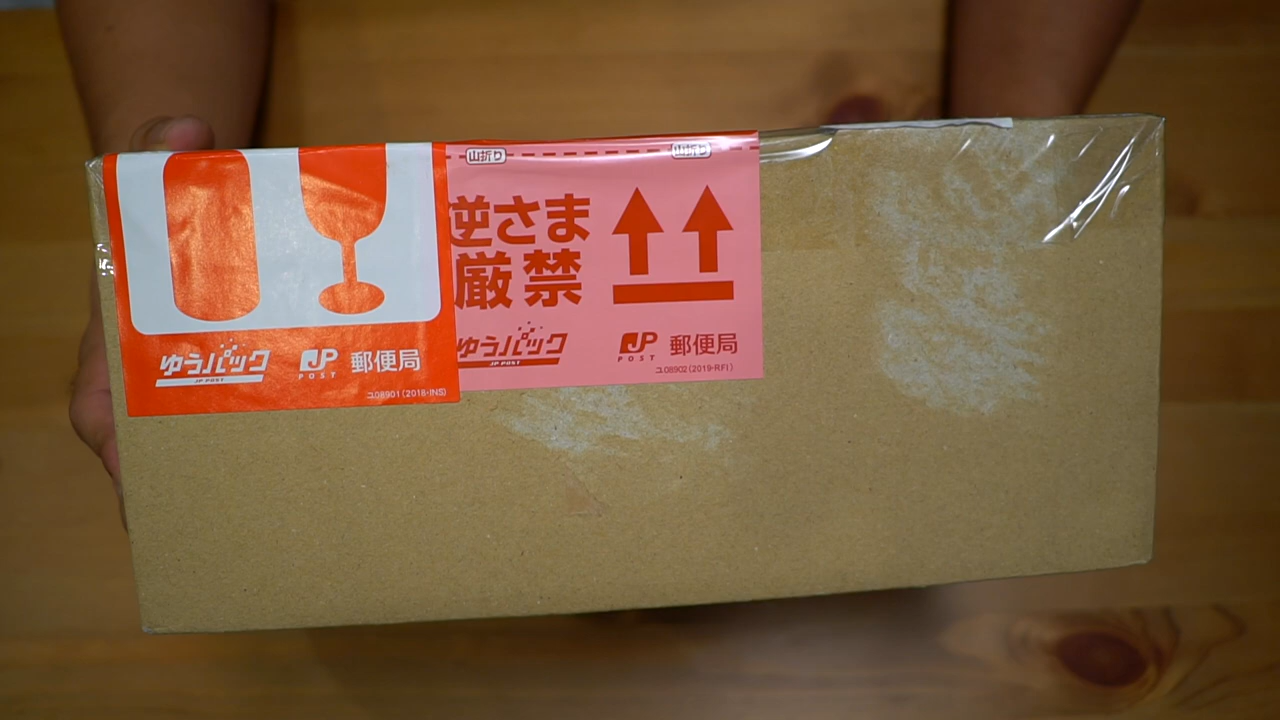 山折り 山折り
逆さま
厳禁
ゆうパック JP POST 郵便局
JP POST
ユ08901(2018・INS)
ゆうパック JP POST 郵便局
JP POST
ユ08902(2019・RFI)